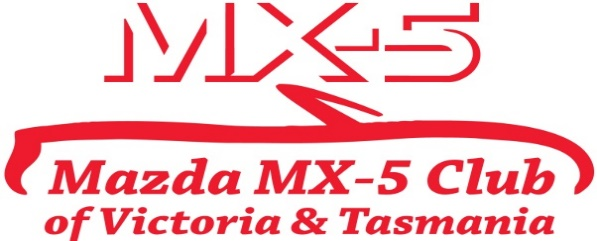 MX-5
Mazda MX-5 Club
of Victoria & Tasmania